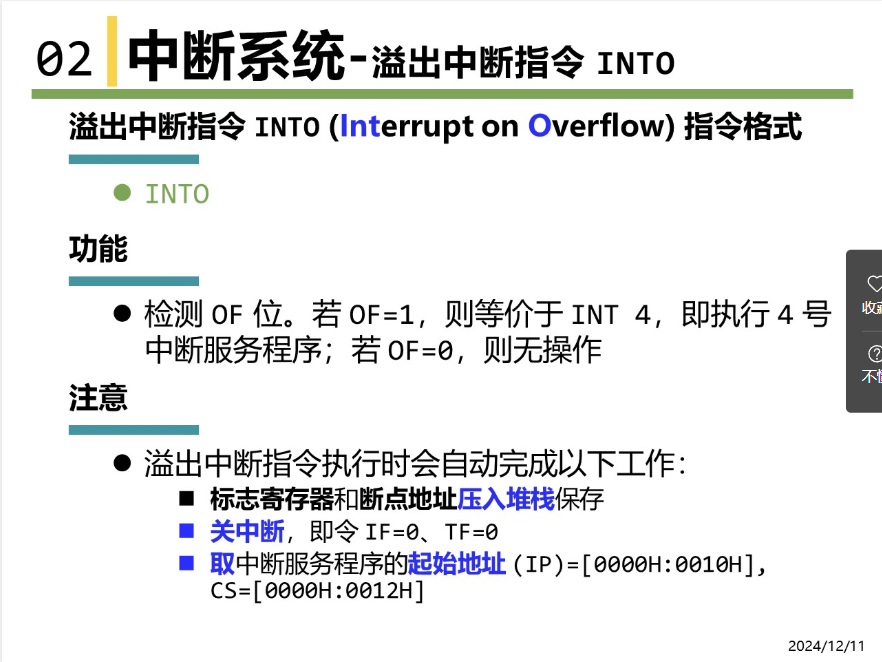 02 中断系统-溢出中断指令 INTO
溢出中断指令 INTO (Interrupt on Overflow) 指令格式
● INTO
功能
● 检测 OF 位。若 OF=1，则等价于 INT 4，即执行 4 号
中断服务程序；若 OF=0，则无操作
注意
● 溢出中断指令执行时会自动完成以下工作：
■ 标志寄存器和断点地址压入堆栈保存
■ 关中断，即令 IF=0、TF=0
■ 取中断服务程序的起始地址 (IP)=[0000H:0010H],
CS=[0000H:0012H]
2024/12/11